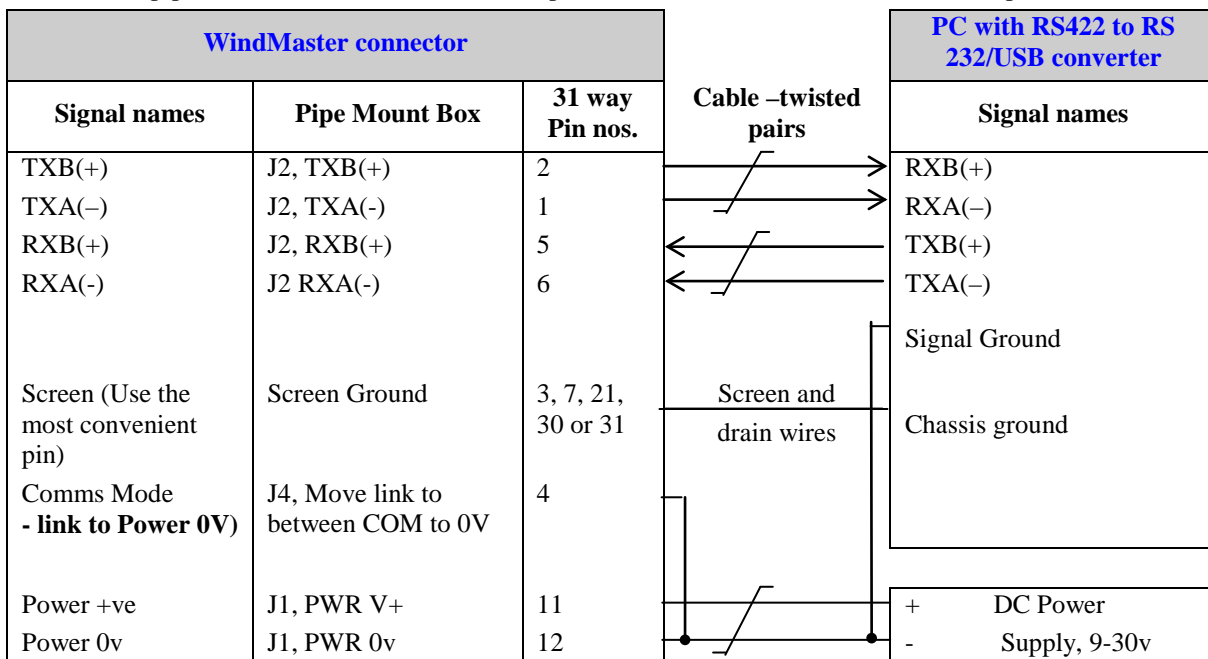 WindMaster connector
PC with RS422 to RS
232/USB converter
Signal names
Pipe Mount Box
31 way
Pin nos.
Cable –twisted
pairs
Signal names
TXB(+) J2, TXB(+) 2 RXB(+)
TXA(–) J2, TXA(-) 1 RXA(–)
RXB(+) J2, RXB(+) 5 TXB(+)
RXA(-) J2 RXA(-) 6 TXA(–)
Signal Ground
Screen (Use the
most convenient
pin)
Screen Ground
3, 7, 21,
30 or 31
Screen and
drain wires
Chassis ground
Comms Mode
- link to Power 0V)
J4, Move link to
between COM to 0V
4
Power +ve J1, PWR V+ 11 + DC Power
Power 0v J1, PWR 0v 12 - Supply, 9-30v